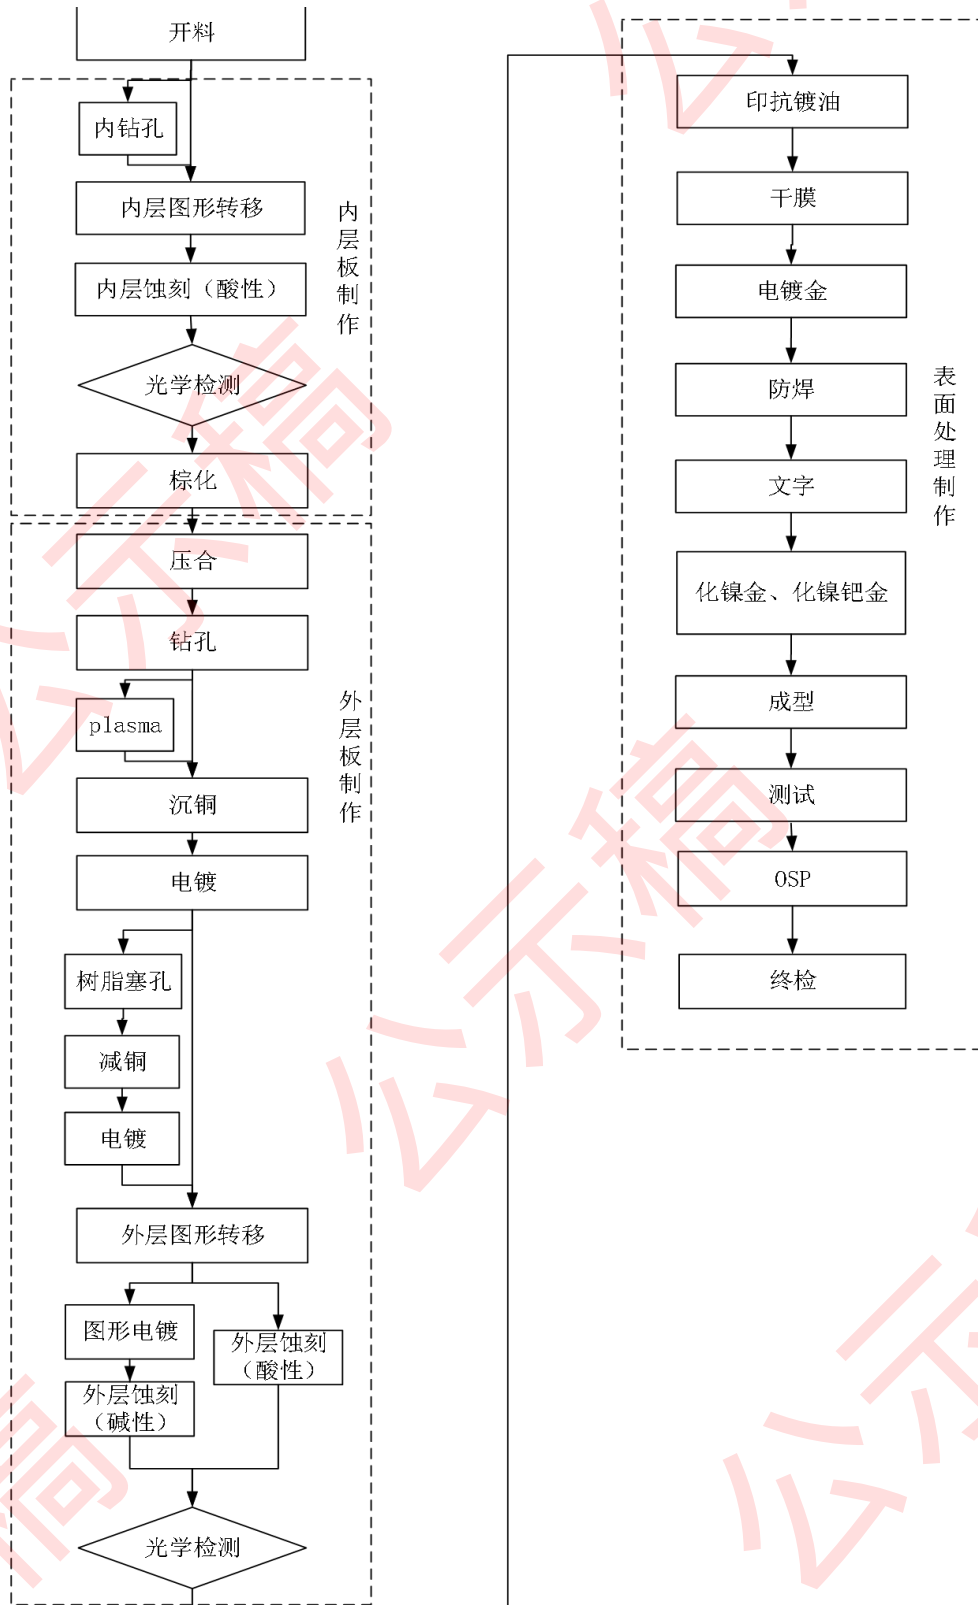 开料
内钻孔
内层图形转移
内层蚀刻（酸性）
光学检测
棕化
内层板制作
压合
钻孔
plasma
沉铜
电镀
树脂塞孔
减铜
电镀
外层图形转移
图形电镀
外层蚀刻
（酸性）
外层蚀刻
（碱性）
光学检测
外层板制作
印抗镀油
干膜
电镀金
防焊
文字
化镍金、化镍钯金
成型
测试
OSP
终检
表面处理制作
公示稿
公示稿
公示稿